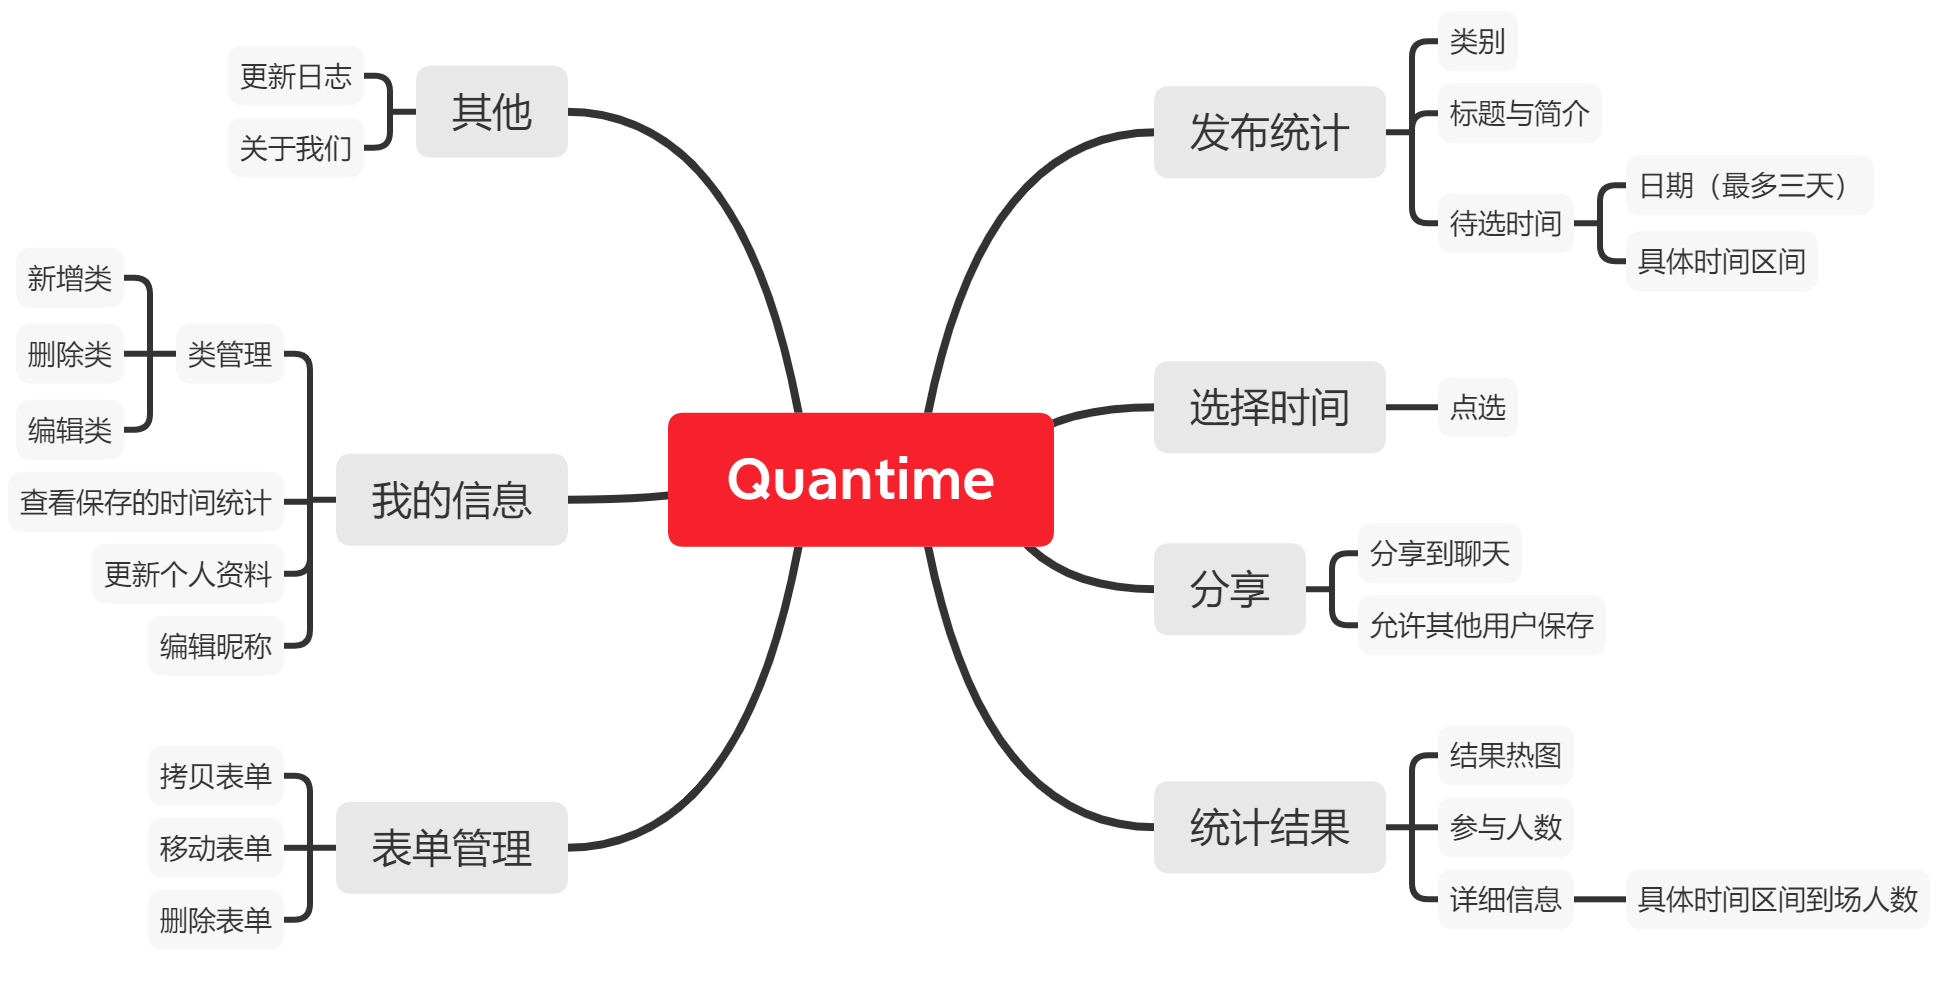 Quantime
发布统计
类别
标题与简介
待选时间
日期（最多三天）
具体时间区间
选择时间
点选
分享
分享到聊天
允许其他用户保存
统计结果
结果热图
参与人数
详细信息
具体时间区间到场人数
其他
更新日志
关于我们
我的信息
类管理
新增类
删除类
编辑类
查看保存的时间统计
更新个人资料
编辑昵称
表单管理
拷贝表单
移动表单
删除表单